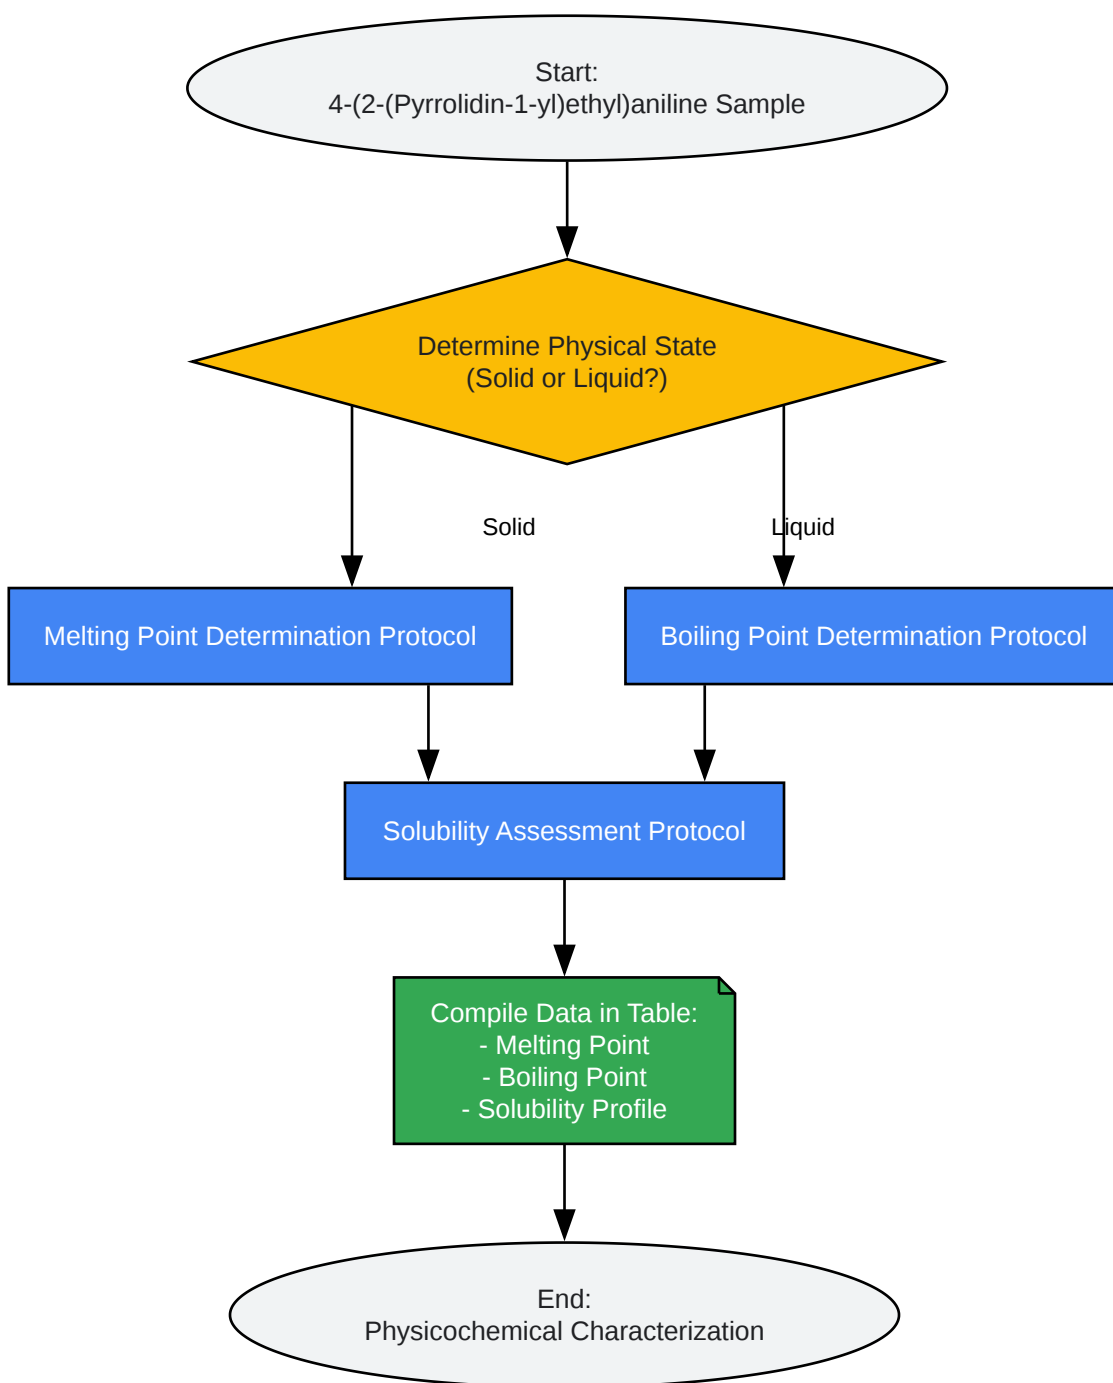 Start:
4-(2-(Pyrrolidin-1-yl)ethyl)aniline Sample
Determine Physical State
(Solid or Liquid?)
Solid
Liquid
Melting Point Determination Protocol
Boiling Point Determination Protocol
Solubility Assessment Protocol
Compile Data in Table:
- Melting Point
- Boiling Point
- Solubility Profile
End:
Physicochemical Characterization